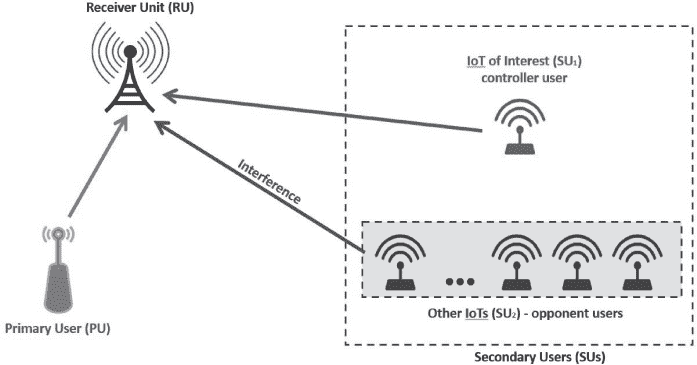 Receiver Unit (RU)
IoT of Interest (SU₁)
controller user
Interference
Primary User (PU)
Other IoTs (SU₂) - opponent users
Secondary Users (SUs)